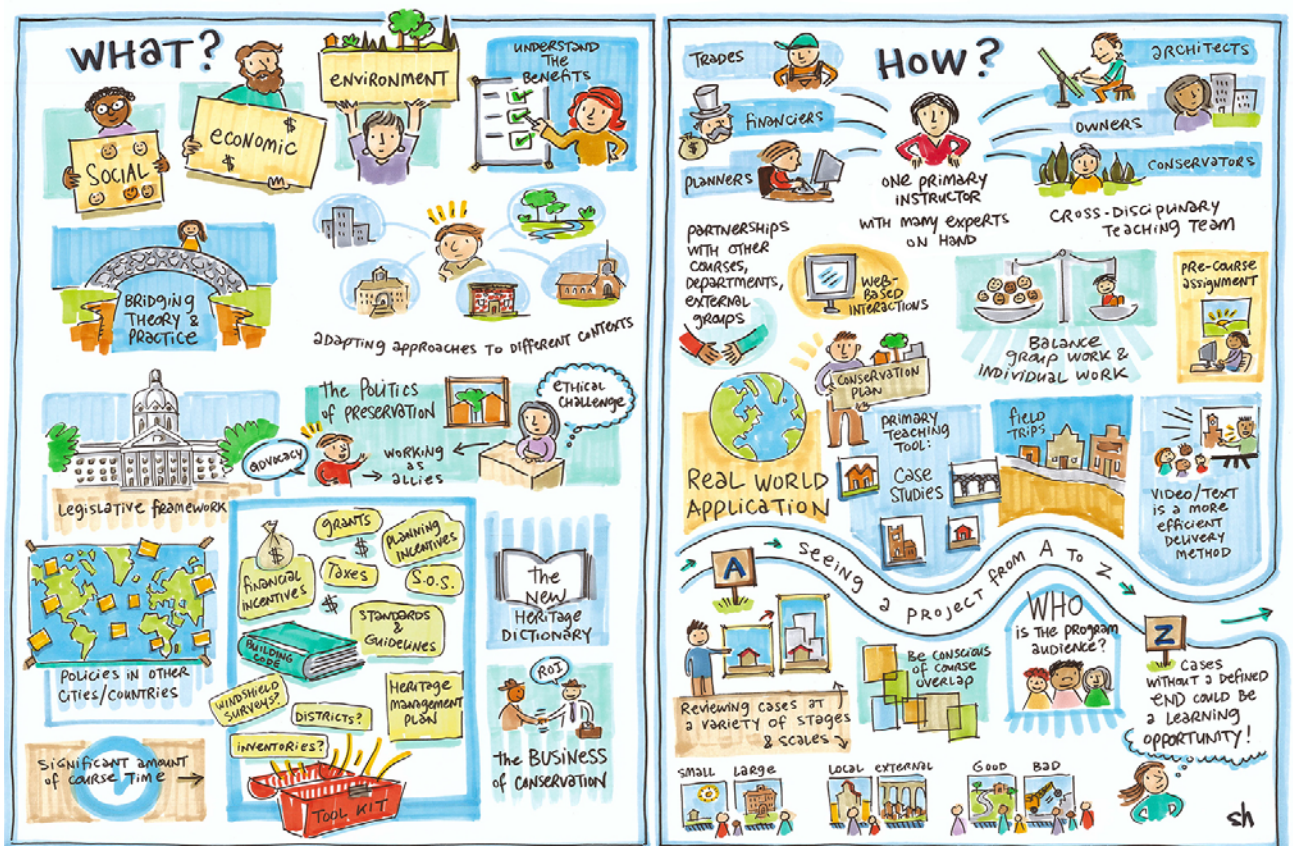 WHAT?
SOCIAL
ECONOMIC
$
$
ENVIRONMENT
UNDERSTAND
THE
BENEFITS
BRIDGING
THEORY &
PRACTICE
ADAPTING APPROACHES TO DIFFERENT CONTEXTS
LEGISLATIVE FRAMEWORK
THE POLITICS
OF PRESERVATION
ADVOCACY
WORKING
AS
ALLIES
ETHICAL
CHALLENGE
POLICIES IN OTHER
CITIES/COUNTRIES
SIGNIFICANT AMOUNT
OF COURSE TIME
$
FINANCIAL
INCENTIVES
GRANTS
$
PLANNING
INCENTIVES
TAXES
$
S.O.S.
STANDARDS
&
GUIDELINES
BUILDING
CODE
WINDSHIELD
SURVEYS?
DISTRICTS?
HERITAGE
MANAGEMENT
PLAN
INVENTORIES?
TOOL KIT
THE
NEW
HERITAGE
DICTIONARY
ROI
THE BUSINESS
OF CONSERVATION
HOW?
TRADES
FINANCIERS
PLANNERS
ARCHITECTS
OWNERS
CONSERVATORS
ONE PRIMARY
INSTRUCTOR
WITH MANY EXPERTS
ON HAND
CROSS-DISCIPLINARY
TEACHING TEAM
PARTNERSHIPS
WITH OTHER
COURSES,
DEPARTMENTS,
EXTERNAL
GROUPS
WEB-
BASED
INTERACTIONS
BALANCE
GROUP WORK &
INDIVIDUAL WORK
PRE-COURSE
ASSIGNMENT
CONSERVATION
PLAN
REAL WORLD
APPLICATION
PRIMARY
TEACHING
TOOL:
CASE
STUDIES
FIELD
TRIPS
VIDEO/TEXT
IS A MORE
EFFICIENT
DELIVERY
METHOD
A
SEEING A PROJECT FROM A TO Z
Z
REVIEWING CASES AT
A VARIETY OF STAGES
& SCALES
BE CONSCIOUS
OF COURSE
OVERLAP
WHO
IS THE PROGRAM
AUDIENCE?
CASES
WITHOUT A DEFINED
END COULD BE
A LEARNING
OPPORTUNITY!
SMALL LARGE
LOCAL EXTERNAL
GOOD BAD
sh